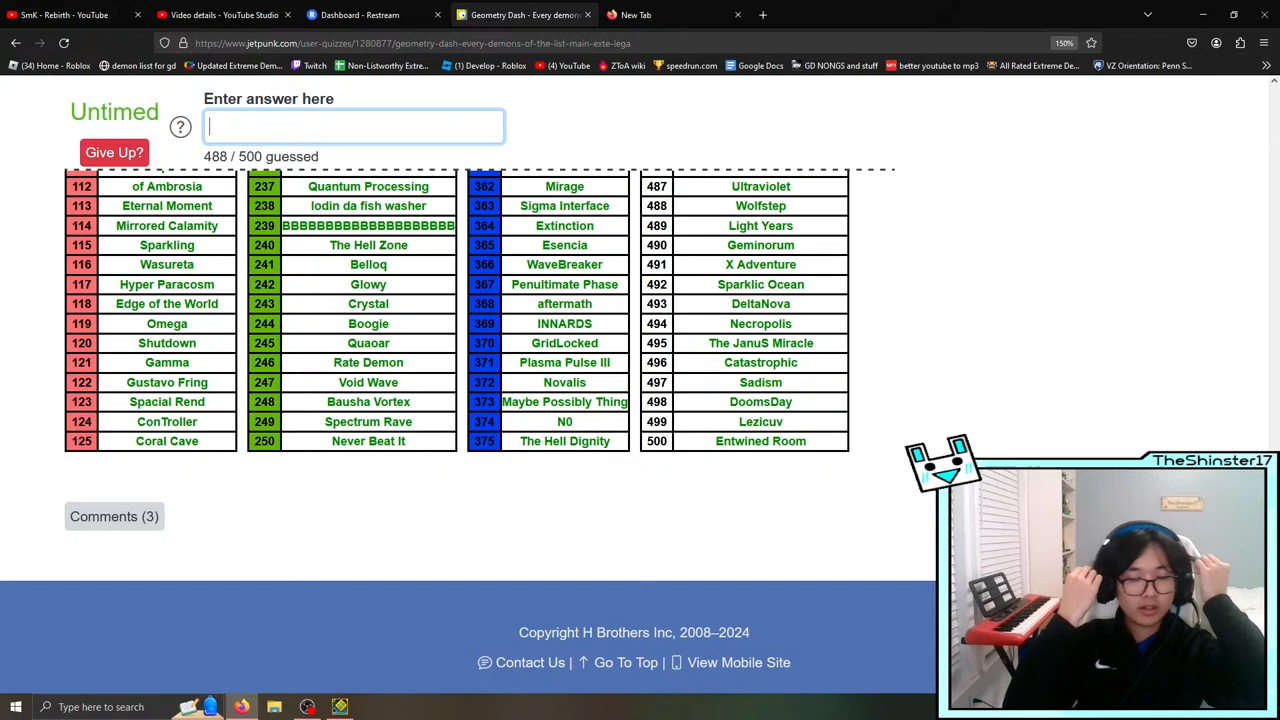 SmK - Rebirth - YouTube
Video details - YouTube Studio
Dashboard - Restream
Geometry Dash - Every demons
New Tab
https://www.jetpunk.com/user-quizzes/1280877/geometry-dash-every-demons-of-the-list-main-exte-lega
150%
(34) Home - Roblox
demon lisst for gd
Updated Extreme Dem...
Twitch
Non-Listworthy Extre...
(1) Develop - Roblox
(4) YouTube
ZToA wiki
speedrun.com
Google Docs
GD NONGS and stuff
better youtube to mp3
All Rated Extreme De...
VZ Orientation: Penn S...
Untimed
Enter answer here
Give Up?
488 / 500 guessed
112 of Ambrosia 237 Quantum Processing 362 Mirage 487 Ultraviolet
113 Eternal Moment 238 lodin da fish washer 363 Sigma Interface 488 Wolfstep
114 Mirrored Calamity 239 BBBBBBBBBBBBBBBBBBBB 364 Extinction 489 Light Years
115 Sparkling 240 The Hell Zone 365 Esencia 490 Geminorum
116 Wasureta 241 Belloq 366 WaveBreaker 491 X Adventure
117 Hyper Paracosm 242 Glowy 367 Penultimate Phase 492 Sparklic Ocean
118 Edge of the World 243 Crystal 368 aftermath 493 DeltaNova
119 Omega 244 Boogie 369 INNARDS 494 Necropolis
120 Shutdown 245 Quaoar 370 GridLocked 495 The JanuS Miracle
121 Gamma 246 Rate Demon 371 Plasma Pulse III 496 Catastrophic
122 Gustavo Fring 247 Void Wave 372 Novalis 497 Sadism
123 Spacial Rend 248 Bausha Vortex 373 Maybe Possibly Thing 498 DoomsDay
124 ConTroller 249 Spectrum Rave 374 N0 499 Lezicuv
125 Coral Cave 250 Never Beat It 375 The Hell Dignity 500 Entwined Room
TheShinster17
Comments (3)
Copyright H Brothers Inc, 2008–2024
Contact Us | Go To Top | View Mobile Site
Type here to search